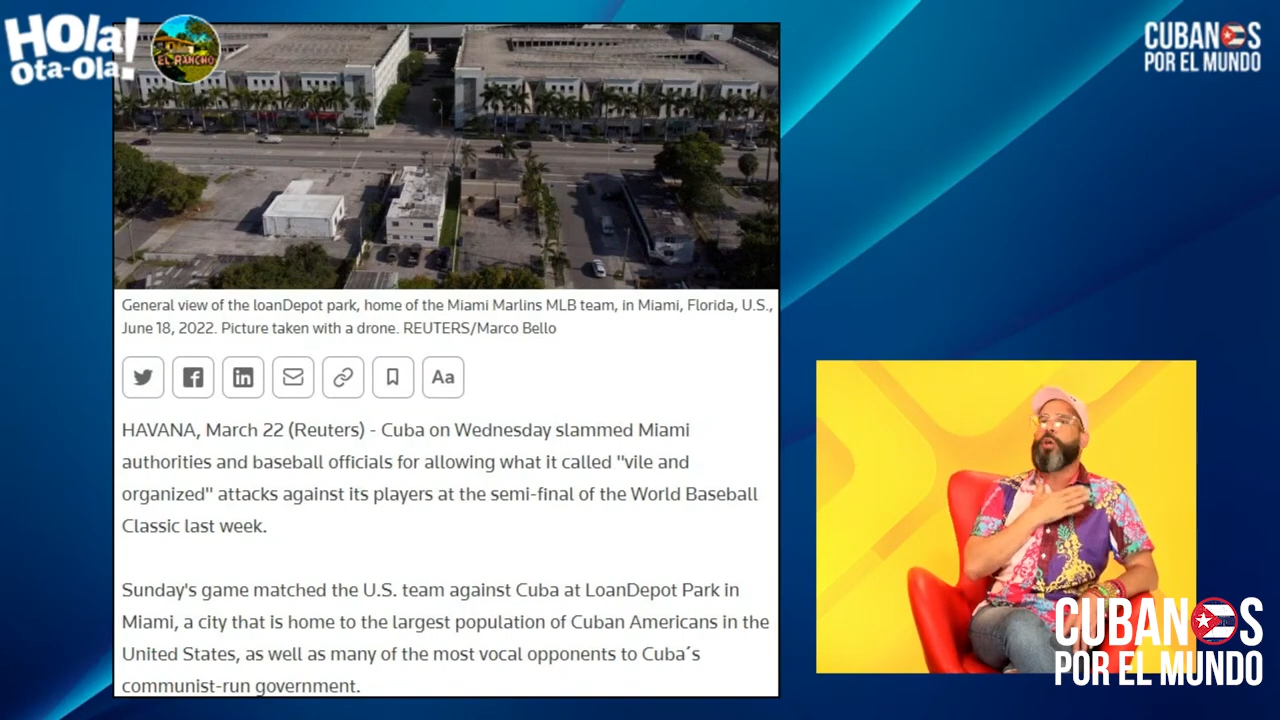 HOla!
Ota-Ola!
EL RANCHO
CUBANOS
POR EL MUNDO
General view of the loanDepot park, home of the Miami Marlins MLB team, in Miami, Florida, U.S.,
June 18, 2022. Picture taken with a drone. REUTERS/Marco Bello
Aa
HAVANA, March 22 (Reuters) - Cuba on Wednesday slammed Miami
authorities and baseball officials for allowing what it called "vile and
organized" attacks against its players at the semi-final of the World Baseball
Classic last week.
Sunday's game matched the U.S. team against Cuba at LoanDepot Park in
Miami, a city that is home to the largest population of Cuban Americans in the
United States, as well as many of the most vocal opponents to Cuba´s
communist-run government.
CUBANOS
POR EL MUNDO